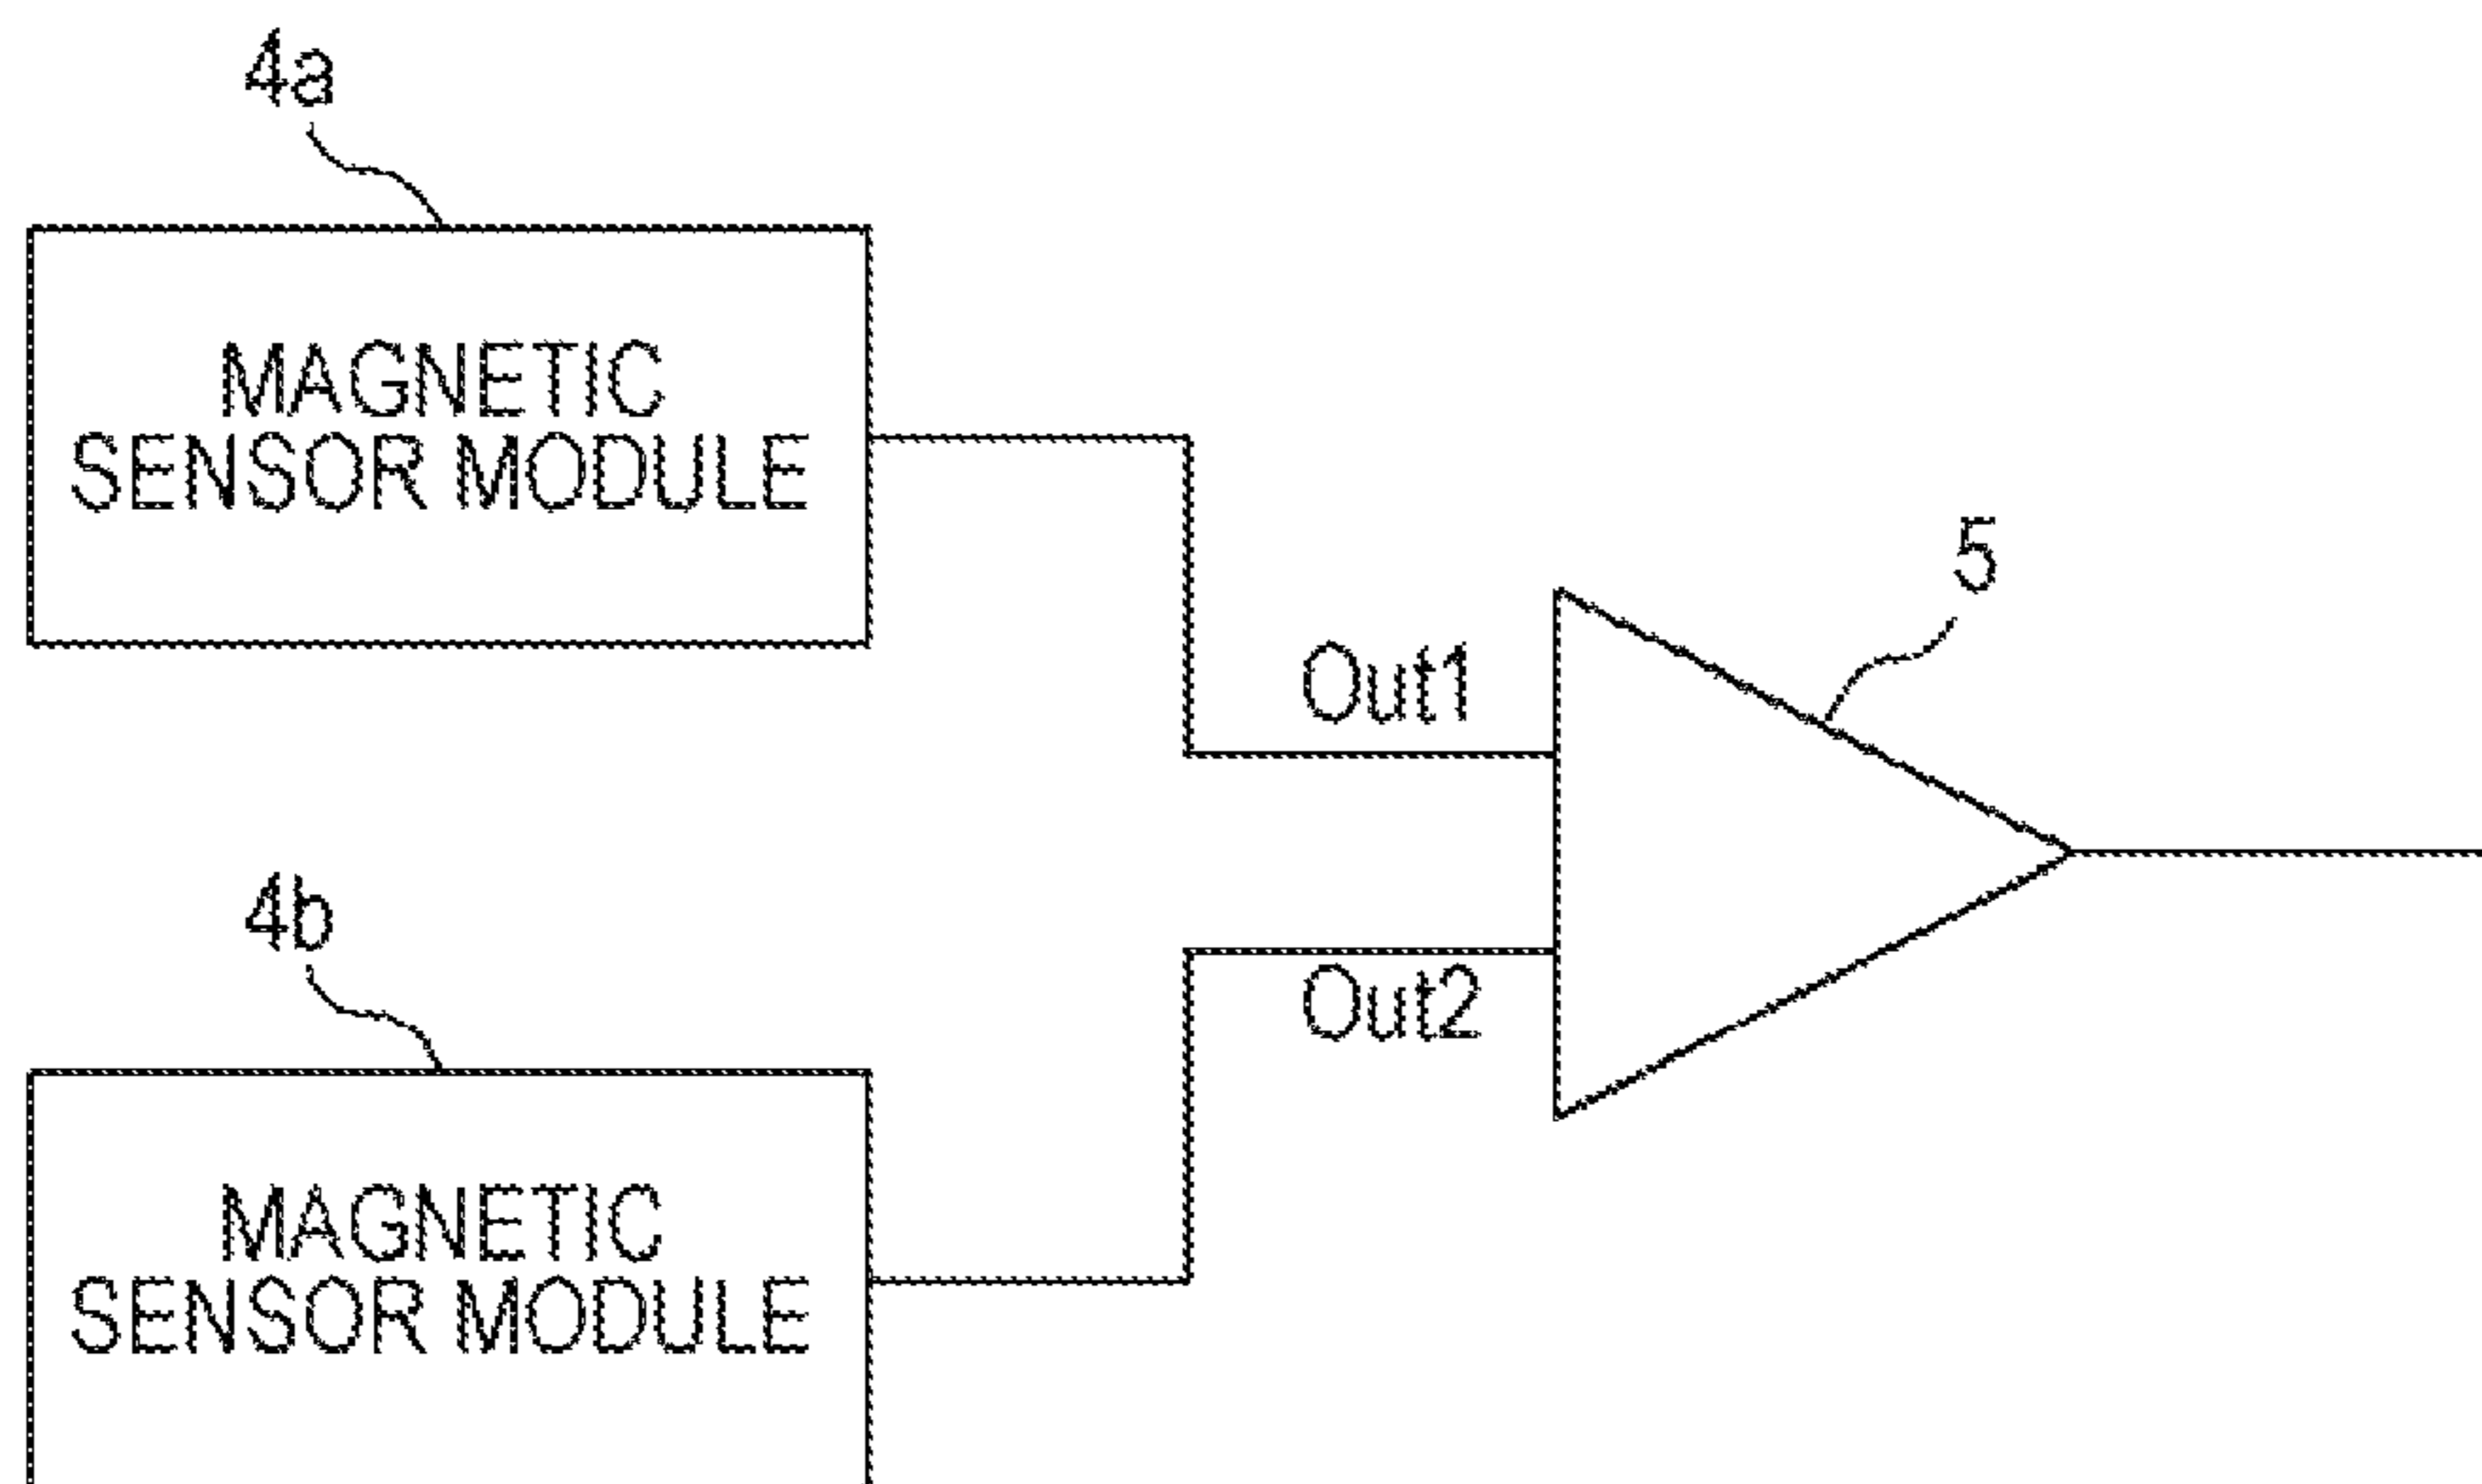 4a
MAGNETIC
SENSOR MODULE
5
Out1
4b
Out2
MAGNETIC
SENSOR MODULE